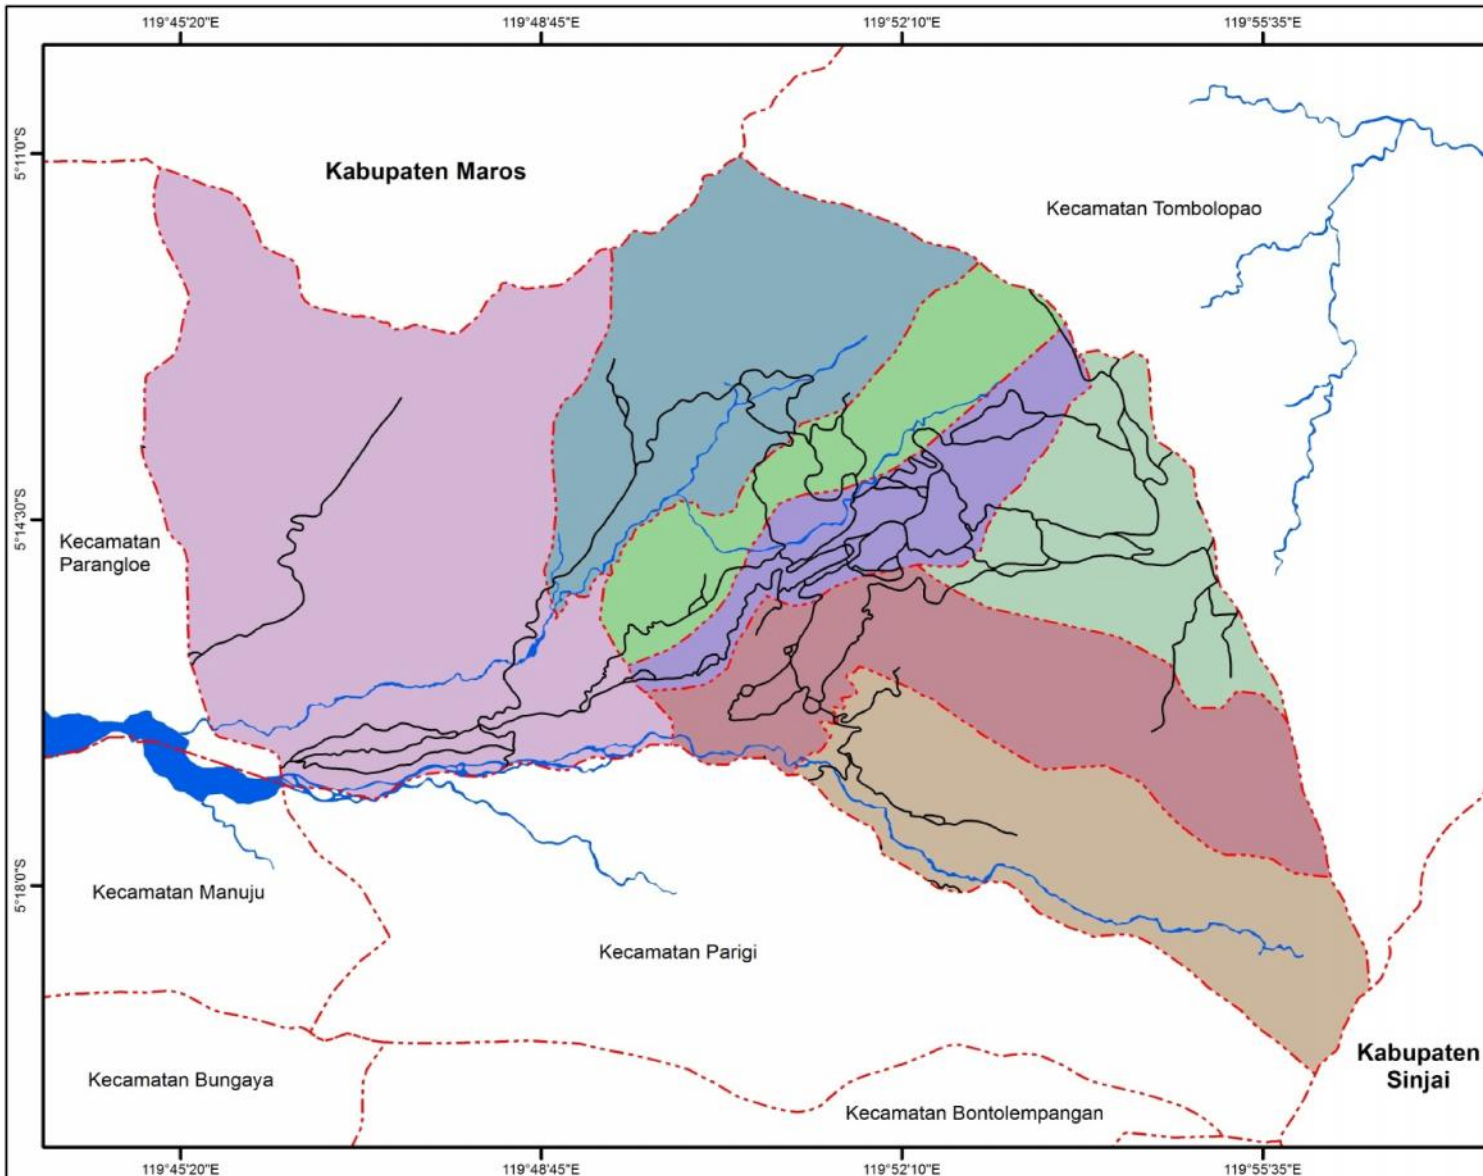 119°45'20"E
119°48'45"E
119°52'10"E
119°55'35"E
5°11'0"S
Kabupaten Maros
Kecamatan Tombolopao
5°14'30"S
Kecamatan
Parangloe
5°18'0"S
Kecamatan Manuju
Kecamatan Parigi
Kabupaten
Sinjai
Kecamatan Bungaya
Kecamatan Bontolempangan
119°45'20"E
119°48'45"E
119°52'10"E
119°55'35"E